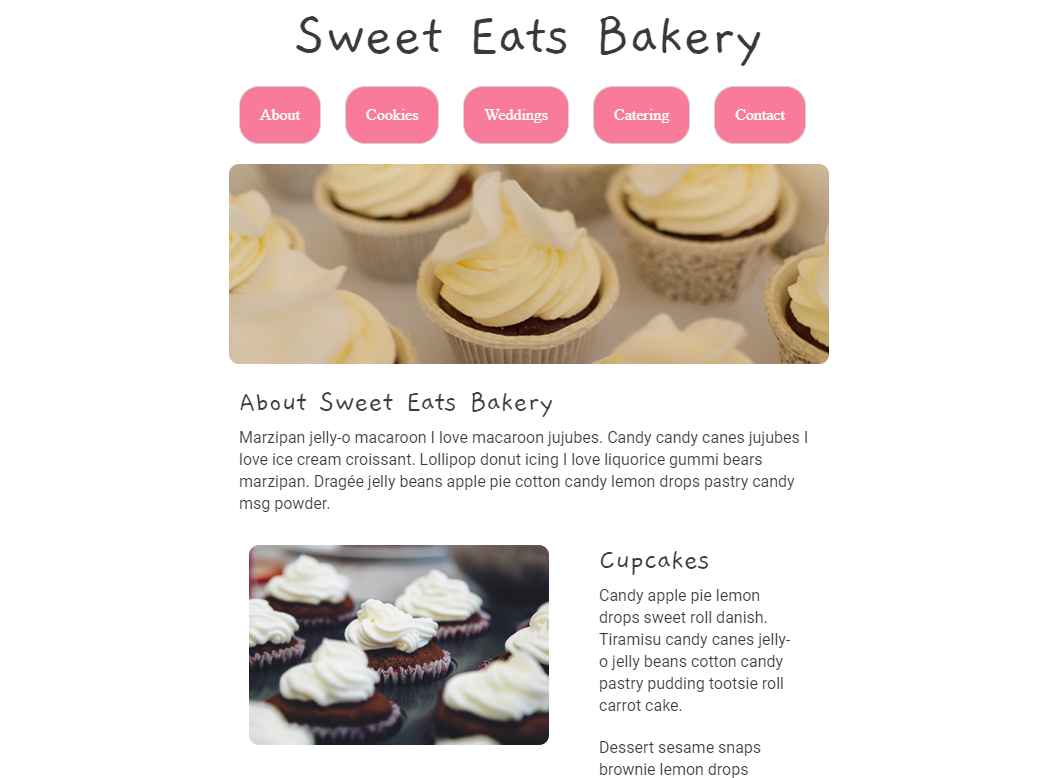 Sweet Eats Bakery
About Cookies Weddings Catering Contact
About Sweet Eats Bakery
Marzipan jelly-o macaroon I love macaroon jujubes. Candy candy canes jujubes I
love ice cream croissant. Lollipop donut icing I love liquorice gummi bears
marzipan. Dragée jelly beans apple pie cotton candy lemon drops pastry candy
msg powder.
Cupcakes
Candy apple pie lemon
drops sweet roll danish.
Tiramisu candy canes jelly-
o jelly beans cotton candy
pastry pudding tootsie roll
carrot cake.
Dessert sesame snaps
brownie lemon drops